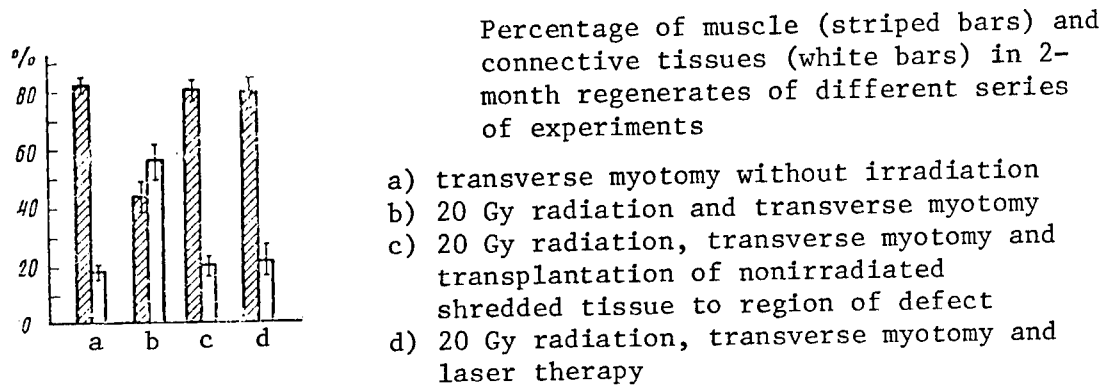 %
80
60
40
20
0
a b c d
Percentage of muscle (striped bars) and
connective tissues (white bars) in 2-
month regenerates of different series
of experiments
a) transverse myotomy without irradiation
b) 20 Gy radiation and transverse myotomy
c) 20 Gy radiation, transverse myotomy and
transplantation of nonirradiated
shredded tissue to region of defect
d) 20 Gy radiation, transverse myotomy and
laser therapy